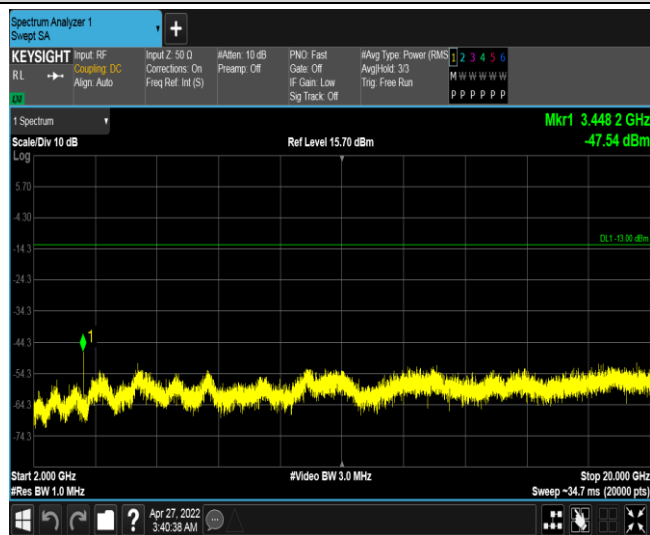 Spectrum Analyzer 1
Swept SA
+
KEYSIGHT
RL
LXI
Input: RF
Coupling: DC
Align: Auto
Input Z: 50 Ω
Corrections: On
Freq Ref: Int (S)
#Atten: 10 dB
Preamp: Off
PNO: Fast
Gate: Off
IF Gain: Low
Sig Track: Off
#Avg Type: Power (RMS
Avg|Hold: 3/3
Trig: Free Run
1 2 3 4 5 6
M W W W W W
P P P P P P
1 Spectrum
Mkr1 3.448 2 GHz
Scale/Div 10 dB
Ref Level 15.70 dBm
-47.54 dBm
Log
5.70
-4.30
DL1 -13.00 dBm
-14.3
-24.3
-34.3
1
-44.3
-54.3
-64.3
-74.3
Start 2.000 GHz
#Video BW 3.0 MHz
Stop 20.000 GHz
#Res BW 1.0 MHz
Sweep ~34.7 ms (20000 pts)
?
Apr 27, 2022
3:40:38 AM